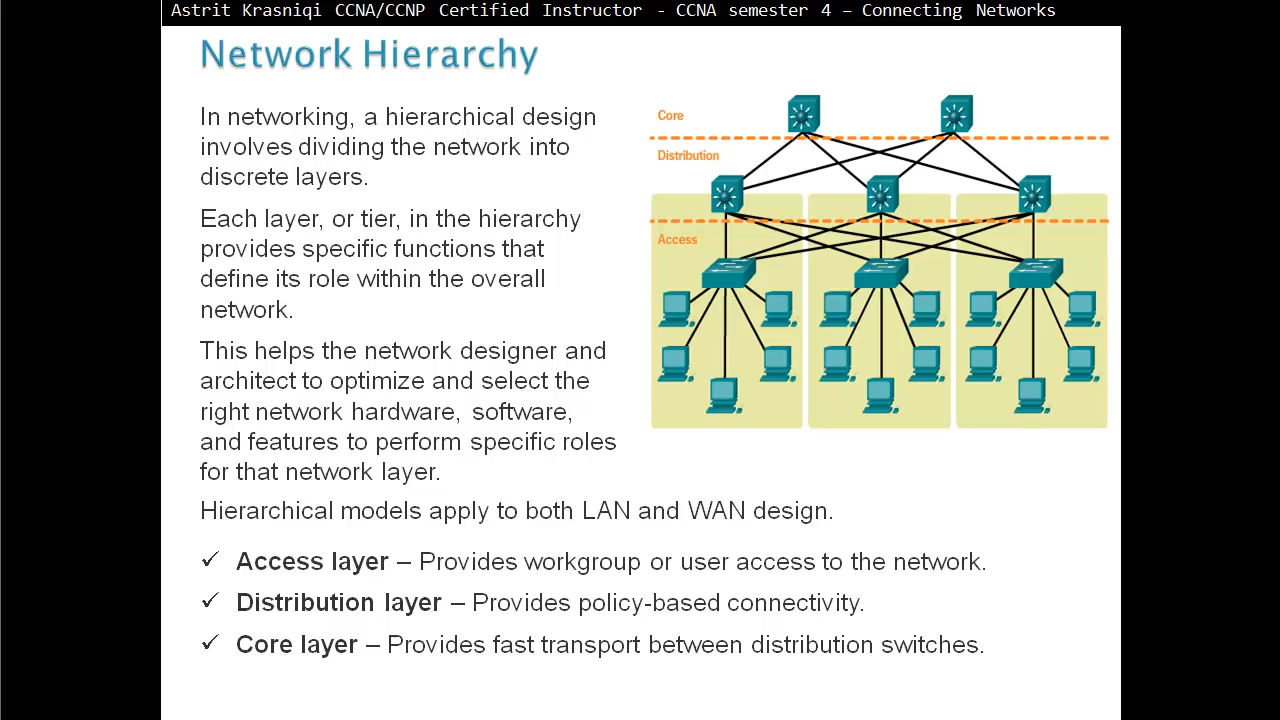 Astrit Krasniqi CCNA/CCNP Certified Instructor - CCNA semester 4 – Connecting Networks
Network Hierarchy
In networking, a hierarchical design
involves dividing the network into
discrete layers.
Each layer, or tier, in the hierarchy
provides specific functions that
define its role within the overall
network.
This helps the network designer and
architect to optimize and select the
right network hardware, software,
and features to perform specific roles
for that network layer.
Hierarchical models apply to both LAN and WAN design.
✓ Access layer – Provides workgroup or user access to the network.
✓ Distribution layer – Provides policy-based connectivity.
✓ Core layer – Provides fast transport between distribution switches.
Core
Distribution
Access